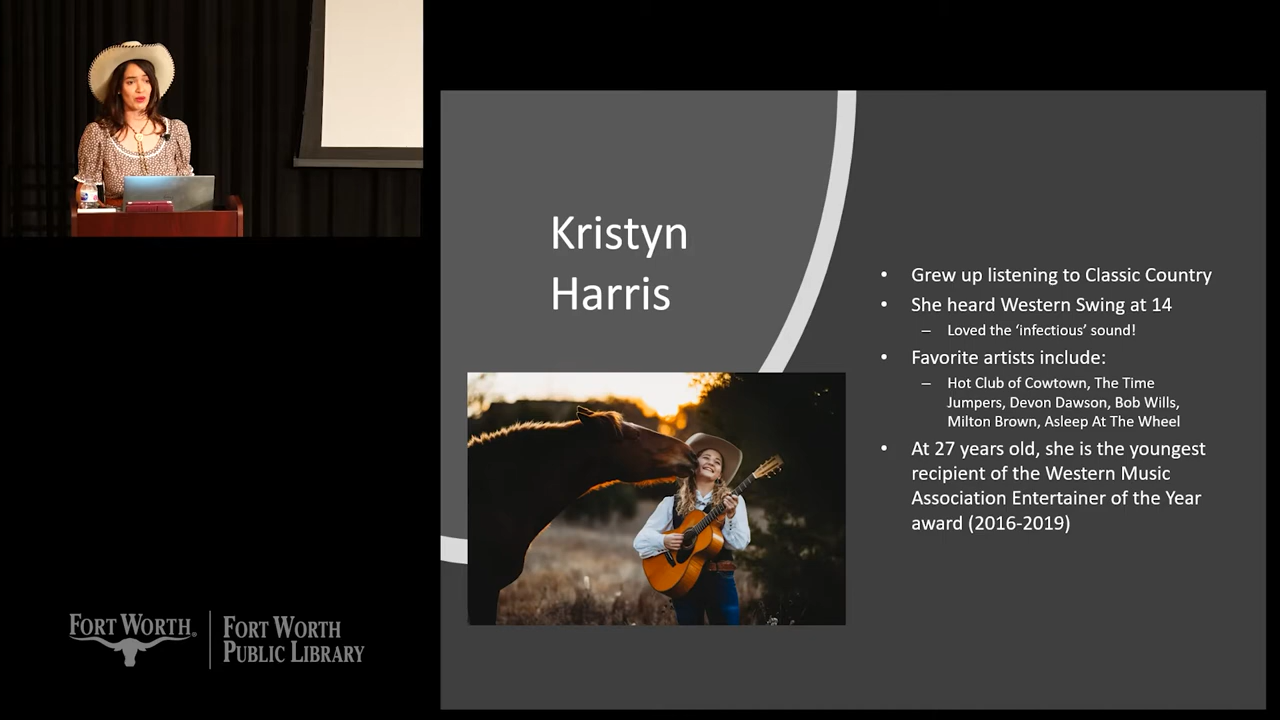 Kristyn
Harris
• Grew up listening to Classic Country
• She heard Western Swing at 14
– Loved the ‘infectious’ sound!
• Favorite artists include:
– Hot Club of Cowtown, The Time
Jumpers, Devon Dawson, Bob Wills,
Milton Brown, Asleep At The Wheel
• At 27 years old, she is the youngest
recipient of the Western Music
Association Entertainer of the Year
award (2016-2019)
FORT WORTH®
FORT WORTH
PUBLIC LIBRARY